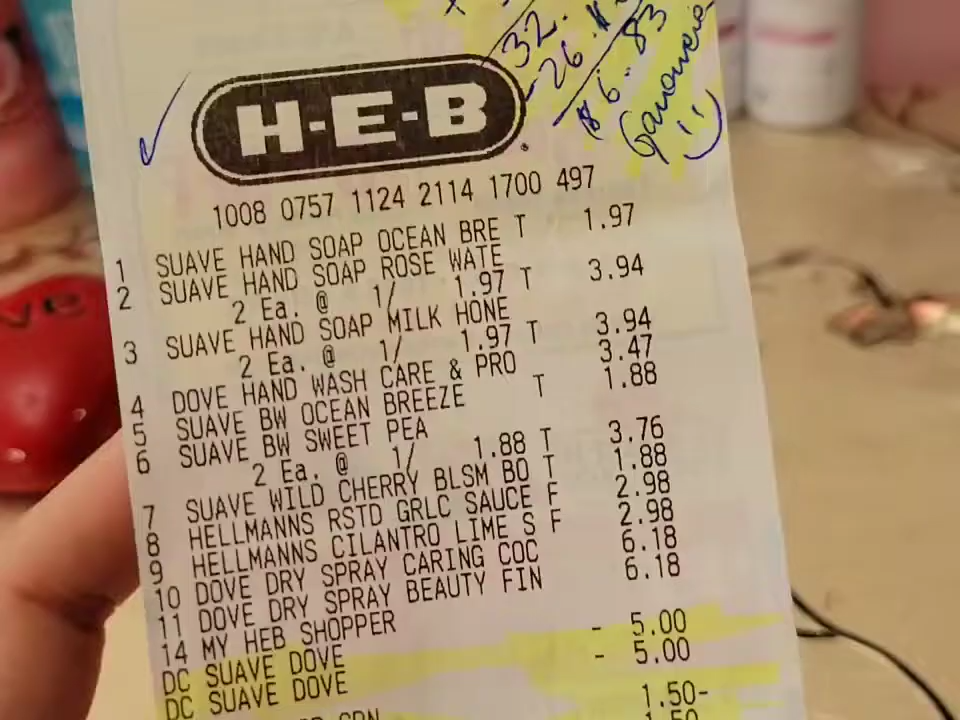 32.
- 26.
$ 6.83
H-E-B
1008 0757 1124 2114 1700 497
1 SUAVE HAND SOAP OCEAN BRE T 1.97
2 SUAVE HAND SOAP ROSE WATE
2 Ea. @ 1/ 1.97 T 3.94
3 SUAVE HAND SOAP MILK HONE
2 Ea. @ 1/ 1.97 T 3.94
4 DOVE HAND WASH CARE & PRO 3.47
5 SUAVE BW OCEAN BREEZE T 1.88
6 SUAVE BW SWEET PEA
2 Ea. @ 1/ 1.88 T 3.76
7 SUAVE WILD CHERRY BLSM BO T 1.88
8 HELLMANNS RSTD GRLC SAUCE F 2.98
9 HELLMANNS CILANTRO LIME S F 2.98
10 DOVE DRY SPRAY CARING COC 6.18
11 DOVE DRY SPRAY BEAUTY FIN 6.18
14 MY HEB SHOPPER
DC SUAVE DOVE - 5.00
DC SUAVE DOVE - 5.00
1.50-
1.50